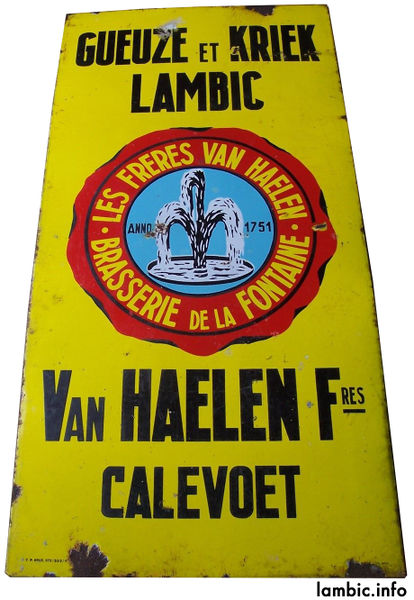 GUEUZE ET KRIEK
LAMBIC
• LES FRERES VAN HAELEN •
ANNO 1751
BRASSERIE DE LA FONTAINE
VAN HAELEN FRES
CALEVOET
lambic.info